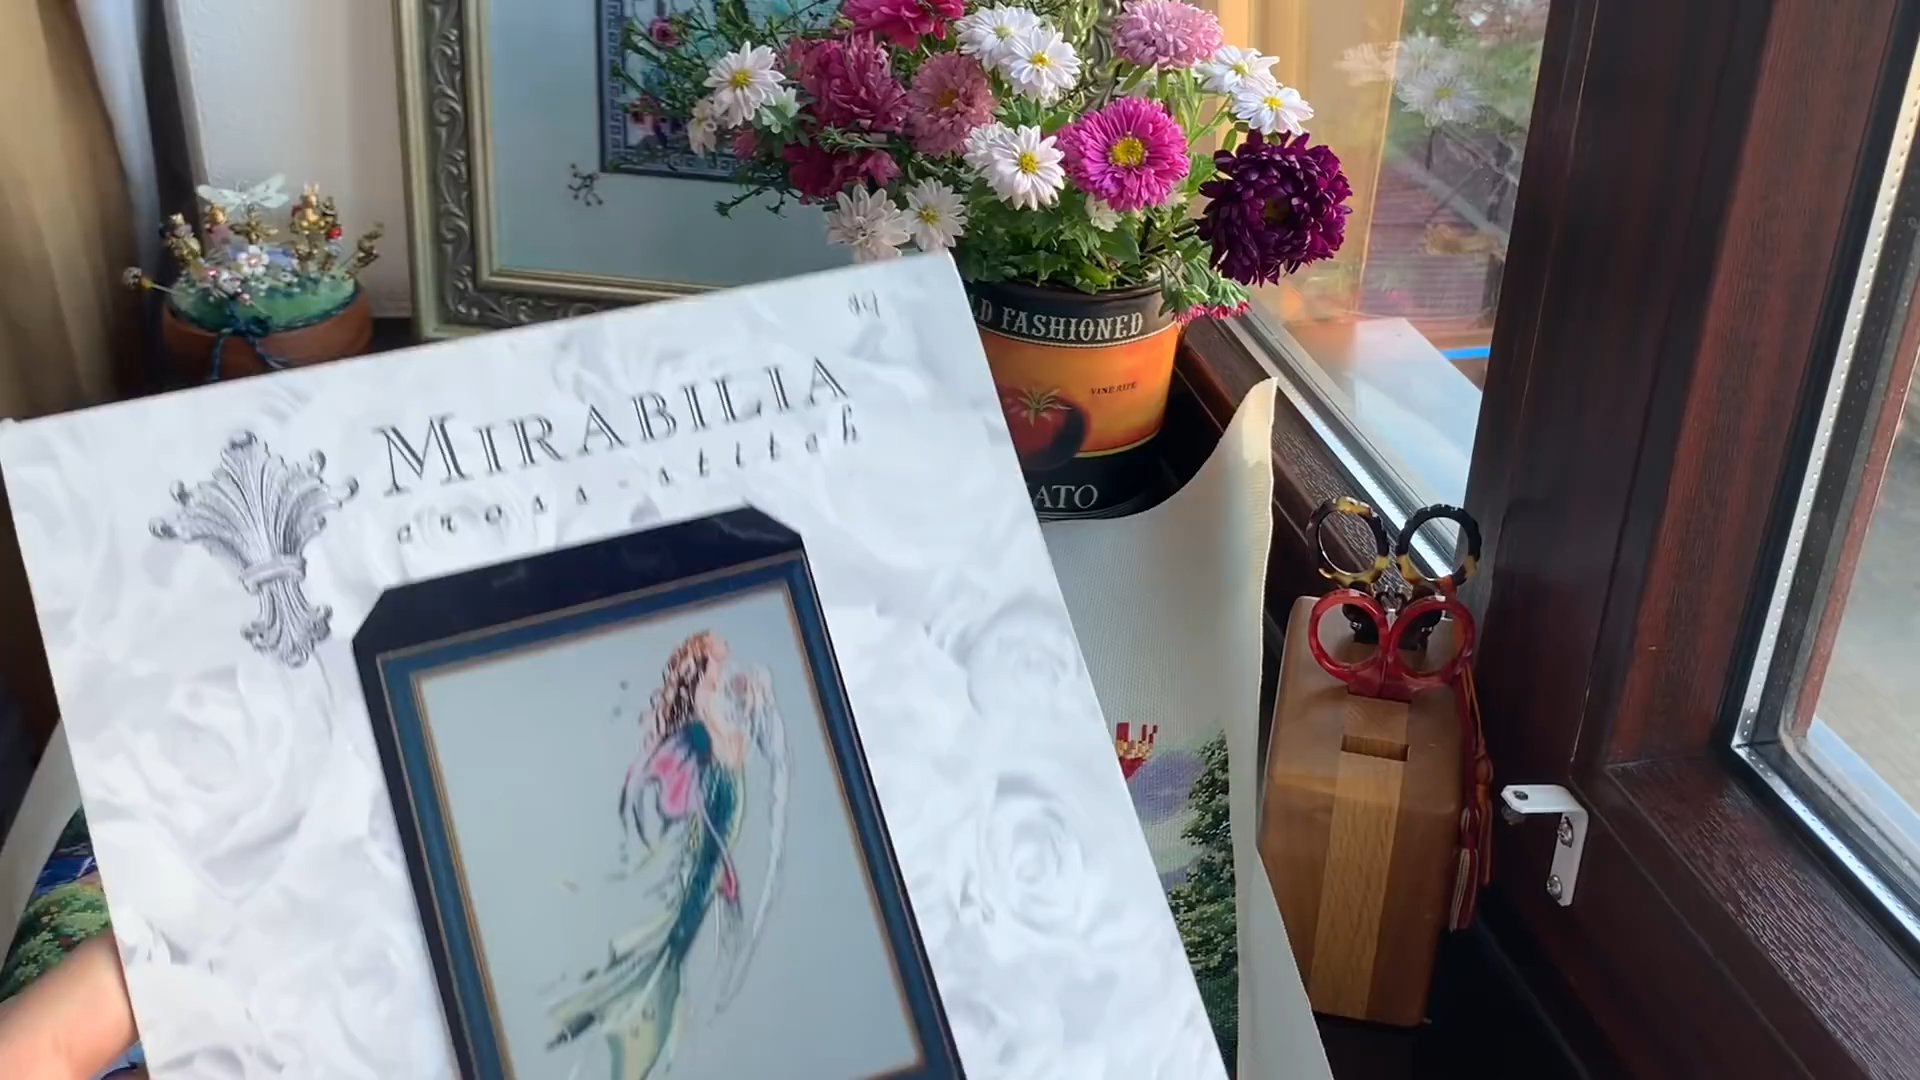 MIRABILIA
cross-stitch
D FASHIONED
VINE RIPE
ATO